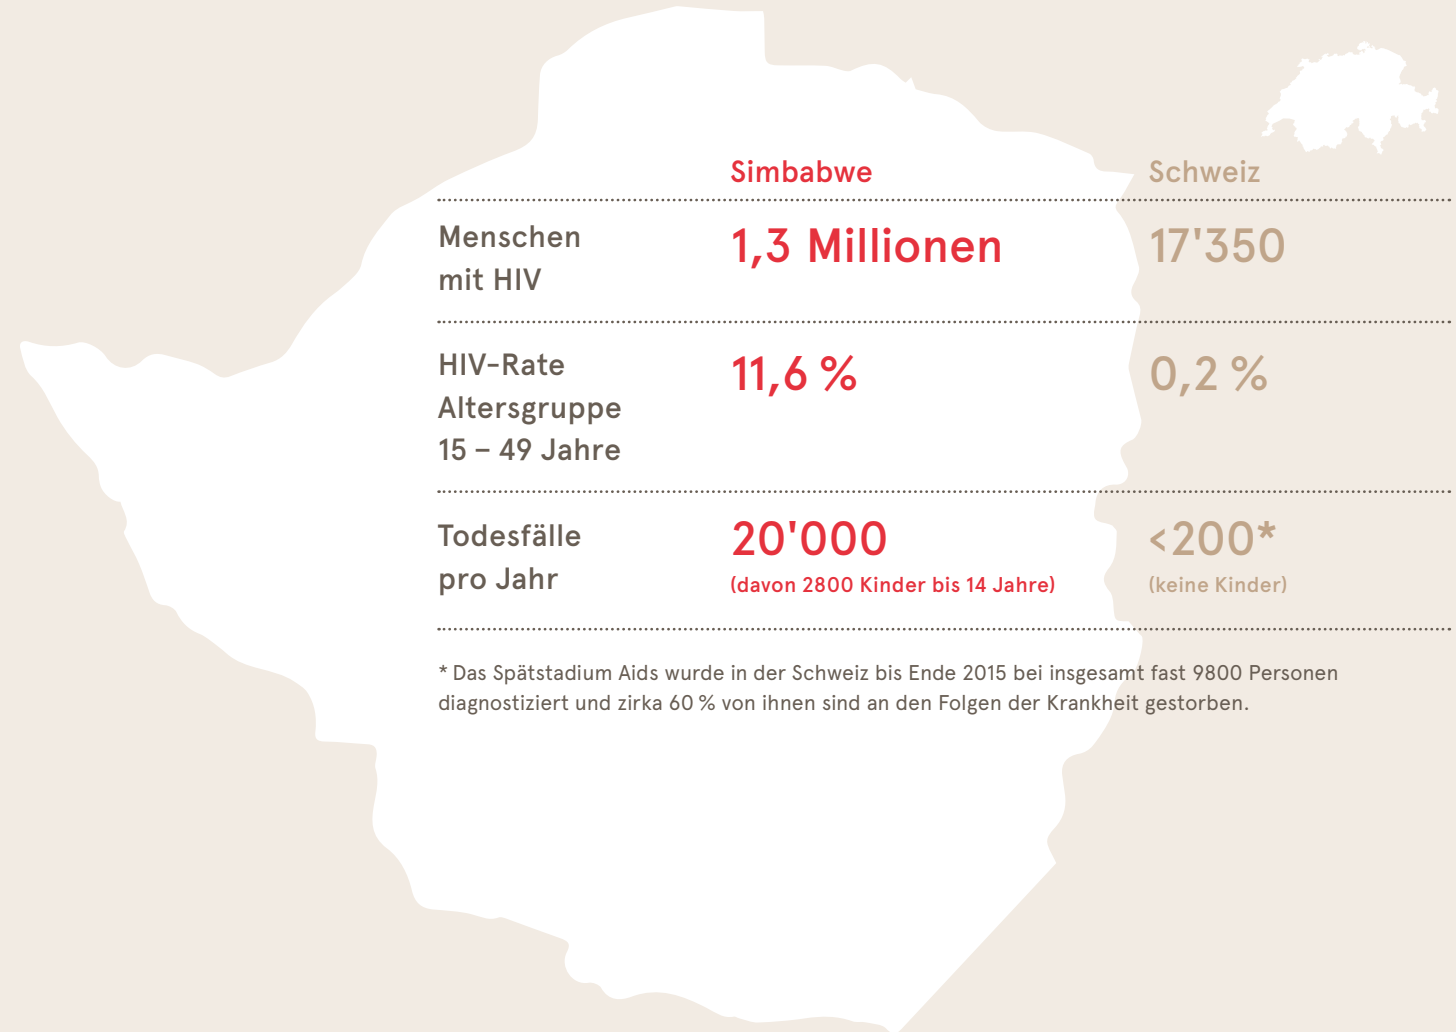 Simbabwe Schweiz
Menschen
mit HIV
1,3 Millionen 17'350
HIV-Rate
Altersgruppe
15 – 49 Jahre
11,6 % 0,2 %
Todesfälle
pro Jahr
20'000 <200*
(davon 2800 Kinder bis 14 Jahre) (keine Kinder)
* Das Spätstadium Aids wurde in der Schweiz bis Ende 2015 bei insgesamt fast 9800 Personen
diagnostiziert und zirka 60 % von ihnen sind an den Folgen der Krankheit gestorben.